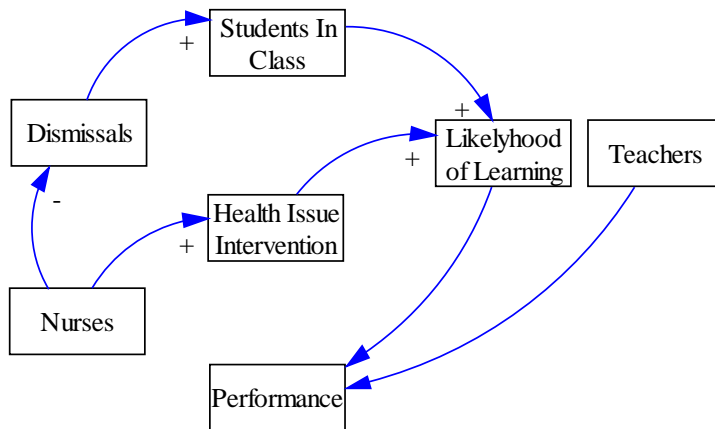 Students In
Class
+
Dismissals
+
Likelyhood
of Learning
Teachers
+
-
Health Issue
Intervention
+
Nurses
Performance